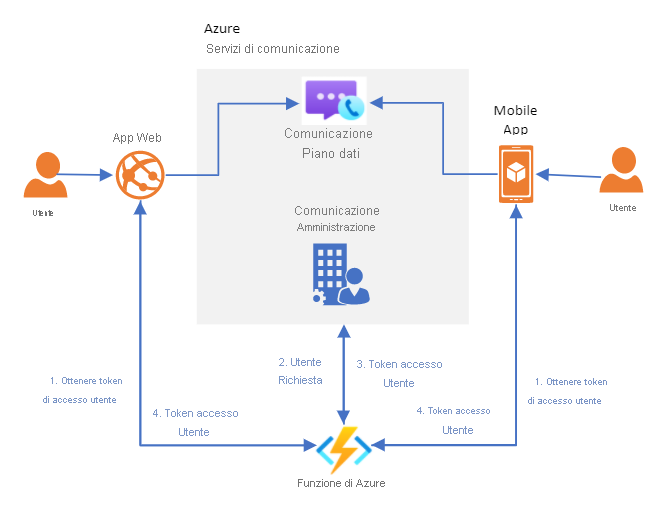 Azure
Servizi di comunicazione
Comunicazione
Piano dati
App Web
Mobile
App
Utente
Utente
Comunicazione
Amministrazione
2. Utente
Richiesta
3. Token accesso
Utente
1. Ottenere token
di accesso utente
4. Token accesso
Utente
1. Ottenere token
di accesso utente
4. Token accesso
Utente
Funzione di Azure